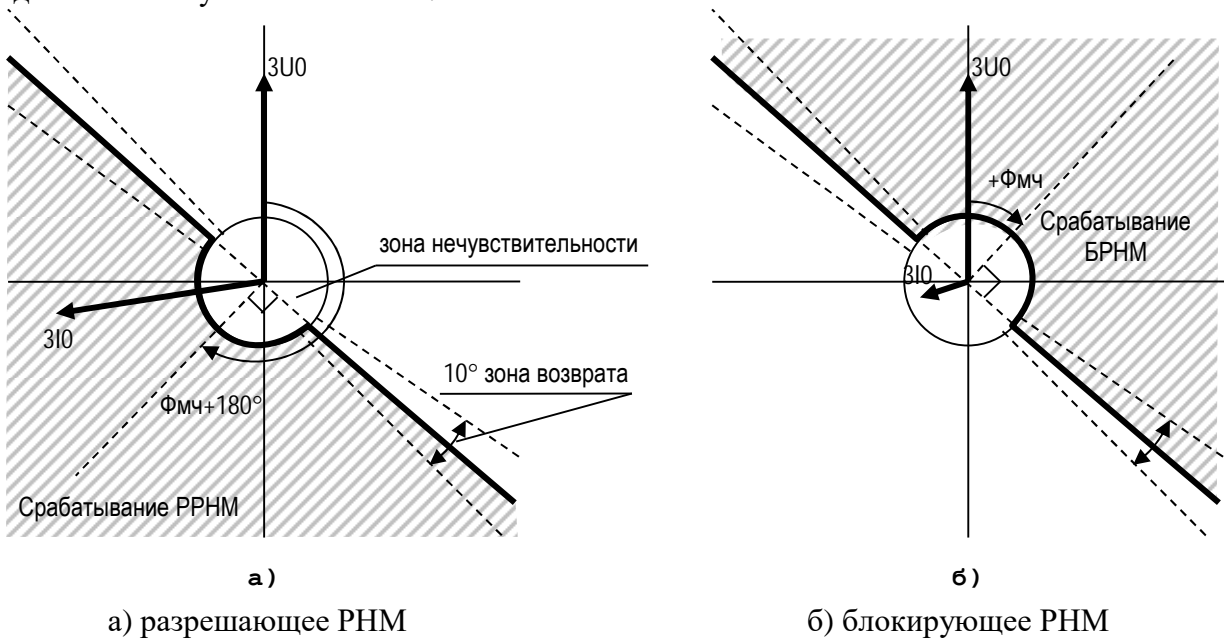 3U0
зона нечувствительности
3I0
10° зона возврата
Фмч+180°
Срабатывание РРНМ
а)
а) разрешающее РНМ
3U0
+Фмч
Срабатывание
БРНМ
3I0
б)
б) блокирующее РНМ